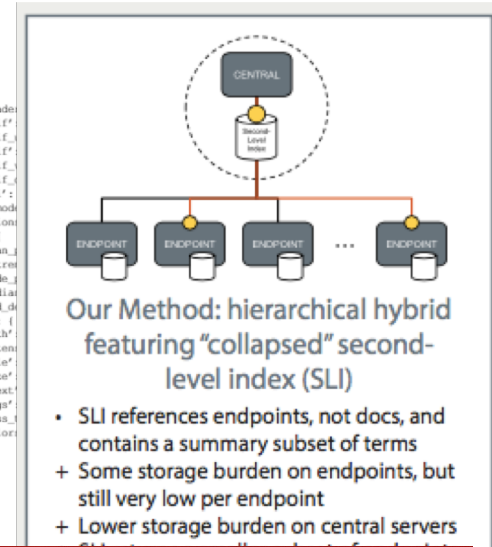 CENTRAL
Second-
Level
Index
ENDPOINT
ENDPOINT
ENDPOINT
...
ENDPOINT
Our Method: hierarchical hybrid
featuring “collapsed” second-
level index (SLI)
• SLI references endpoints, not docs, and
contains a summary subset of terms
+ Some storage burden on endpoints, but
still very low per endpoint
+ Lower storage burden on central servers